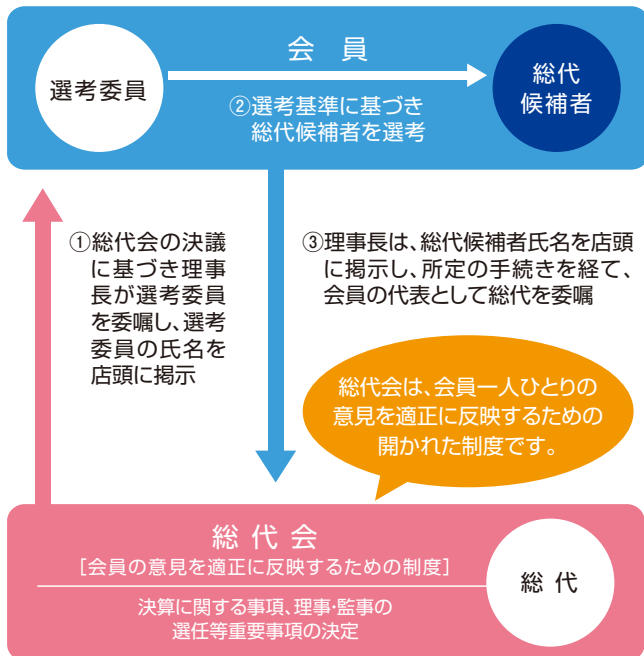 会員
選考委員
②選考基準に基づき
総代候補者を選考
総代
候補者
①総代会の決議
に基づき理事
長が選考委員
を委嘱し、選考
委員の氏名を
店頭に掲示
③理事長は、総代候補者氏名を店頭
に掲示し、所定の手続きを経て、
会員の代表として総代を委嘱
総代会は、会員一人ひとりの
意見を適正に反映するための
開かれた制度です。
総代会
[会員の意見を適正に反映するための制度]
決算に関する事項、理事・監事の
選任等重要事項の決定
総代